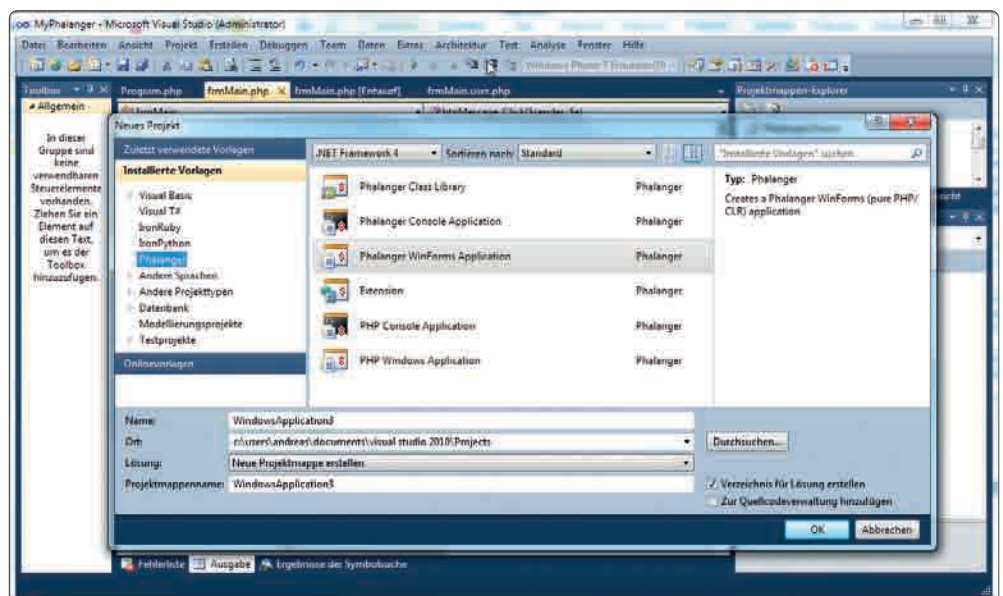 MyPhalanger - Microsoft Visual Studio (Administrator)
Datei Bearbeiten Ansicht Projekt Erstellen Debuggen Team Daten Extras Architektur Test Analyse Fenster Hilfe
Toolbox
Program.php frmMain.php frmMain.php [Entwurf] frmMain.user.php
Projektmappen-Explorer
Allgemein
In dieser
Gruppe sind
keine
verwendbaren
Steuerelemente
vorhanden.
Ziehen Sie ein
Element auf
diesen Text,
um es der
Toolbox
hinzuzufügen.
Neues Projekt
Zuletzt verwendete Vorlagen
.NET Framework 4 Sortieren nach: Standard
"Installierte Vorlagen" suchen
Installierte Vorlagen
Visual Basic
Visual T#
IronRuby
IronPython
Phalanger
Andere Sprachen
Andere Projekttypen
Datenbank
Modellierungsprojekte
Testprojekte
Onlinevorlagen
Phalanger Class Library Phalanger
Phalanger Console Application Phalanger
Phalanger WinForms Application Phalanger
Extension Phalanger
PHP Console Application Phalanger
PHP Windows Application Phalanger
Typ: Phalanger
Creates a Phalanger WinForms (pure PHP/
CLR) application
Name: WindowsApplication3
Ort: c:\users\andreas\documents\visual studio 2010\Projects
Durchsuchen...
Lösung: Neue Projektmappe erstellen
Projektmappenname: WindowsApplication3
Verzeichnis für Lösung erstellen
Zur Quellcodeverwaltung hinzufügen
OK Abbrechen
Fehlerliste Ausgabe Ergebnisse der Symbolsuche